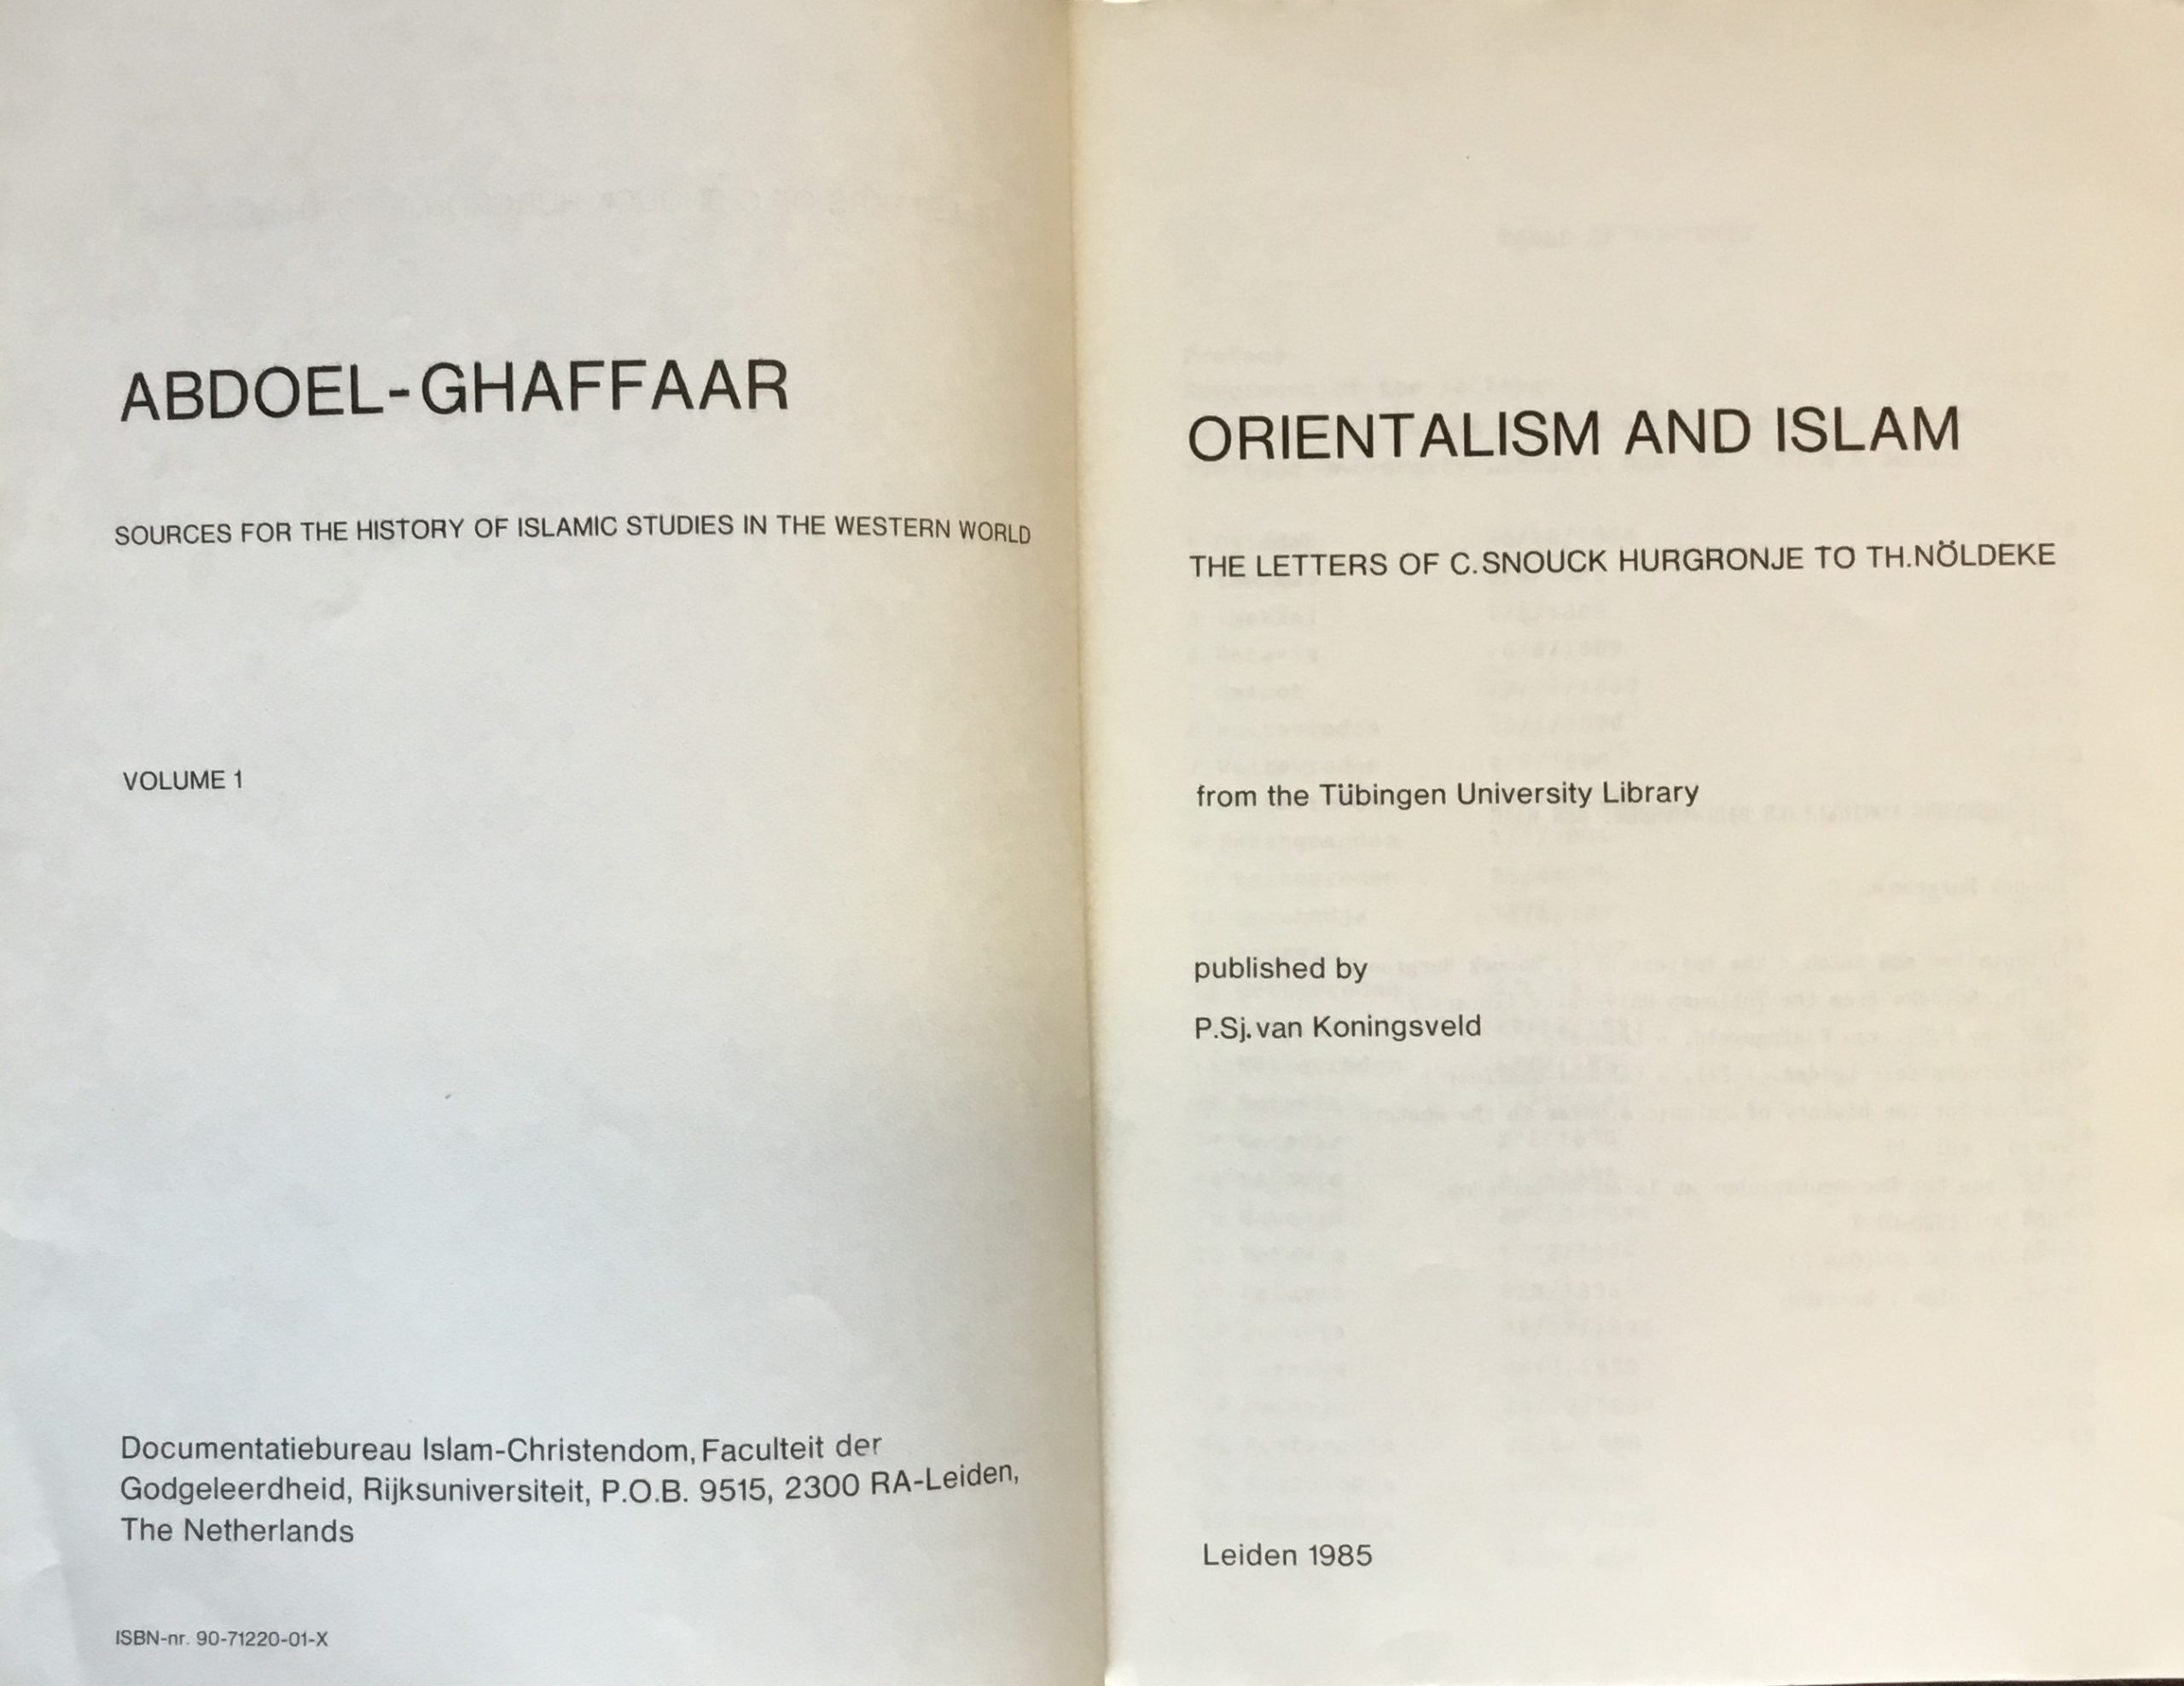 ABDOEL-GHAFFAAR
SOURCES FOR THE HISTORY OF ISLAMIC STUDIES IN THE WESTERN WORLD
VOLUME 1
Documentatiebureau Islam-Christendom, Faculteit der
Godgeleerdheid, Rijksuniversiteit, P.O.B. 9515, 2300 RA-Leiden,
The Netherlands
ISBN-nr. 90-71220-01-X
ORIENTALISM AND ISLAM
THE LETTERS OF C.SNOUCK HURGRONJE TO TH.NÖLDEKE
from the Tübingen University Library
published by
P.Sj.van Koningsveld
Leiden 1985